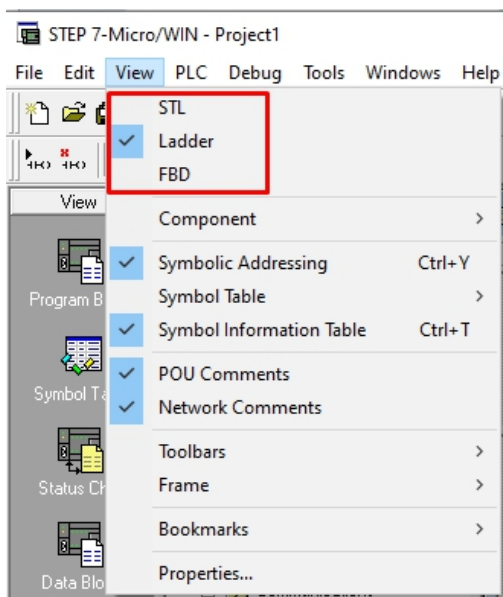 STEP 7-Micro/WIN - Project1
File Edit View PLC Debug Tools Windows Help
STL
Ladder
FBD
View
Component
Symbolic Addressing Ctrl+Y
Program B
Symbol Table
Symbol Information Table Ctrl+T
POU Comments
Symbol Ta
Network Comments
Toolbars
Status Ch
Frame
Bookmarks
Data Blo
Properties...